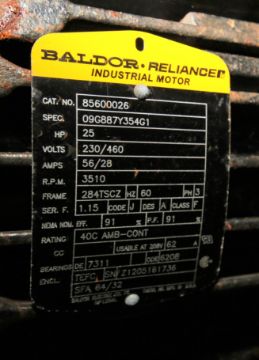 BALDOR · RELIANCER
INDUSTRIAL MOTOR
CAT. NO. 85600026
SPEC. 09G887Y354G1
HP 25
VOLTS 230/460
AMPS 56/28
R.P.M. 3510
FRAME 284TSCZ HZ 60 PH 3
SER. F. 1.15 CODE J DES A CLASS F
NEMA NOM. EFF. 91 % P.F. 91 %
RATING 40C AMB-CONT
CC USABLE AT 208V 62 A
BEARINGS DE 7311 ODE 6208
ENCL. TEFC SN Z1205181736
SFA 64/32